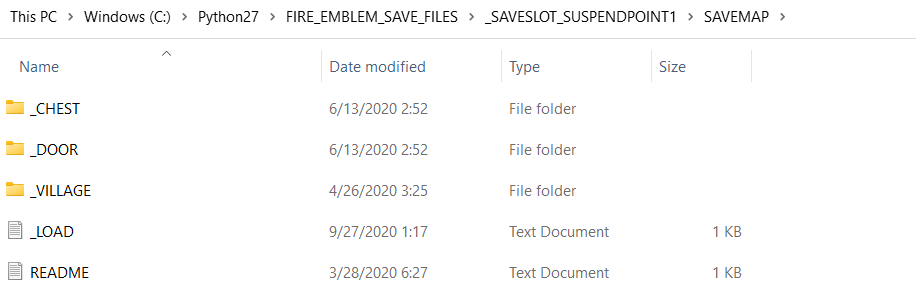 This PC > Windows (C:) > Python27 > FIRE_EMBLEM_SAVE_FILES > _SAVESLOT_SUSPENDPOINT1 > SAVEMAP >
Name Date modified Type Size
_CHEST 6/13/2020 2:52 File folder
_DOOR 6/13/2020 2:52 File folder
_VILLAGE 4/26/2020 3:25 File folder
_LOAD 9/27/2020 1:17 Text Document 1 KB
README 3/28/2020 6:27 Text Document 1 KB